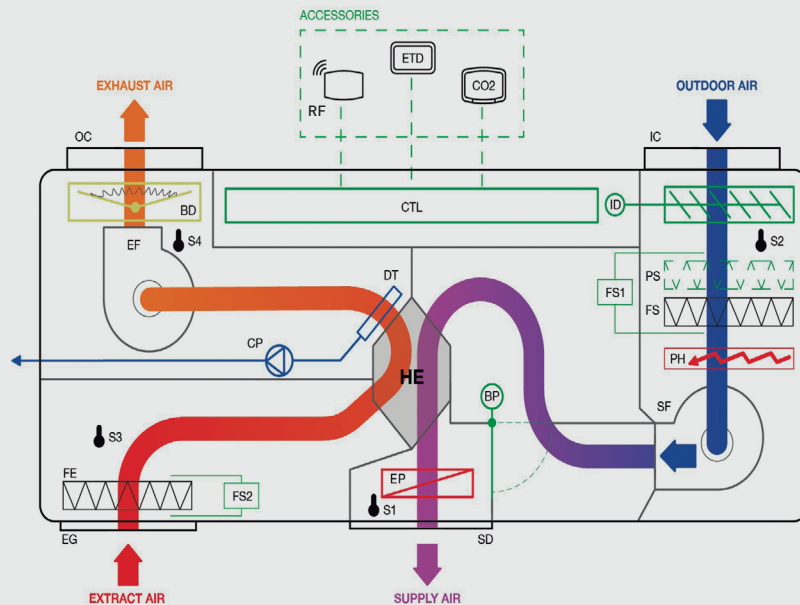 ACCESSORIES
ETD
EXHAUST AIR
CO2
OUTDOOR AIR
RF
OC
IC
CTL
ID
BD
EF
S4
S2
DT
PS
FS1
FS
CP
PH
HE
BP
SF
S3
FE
EP
FS2
S1
EG
SD
EXTRACT AIR
SUPPLY AIR